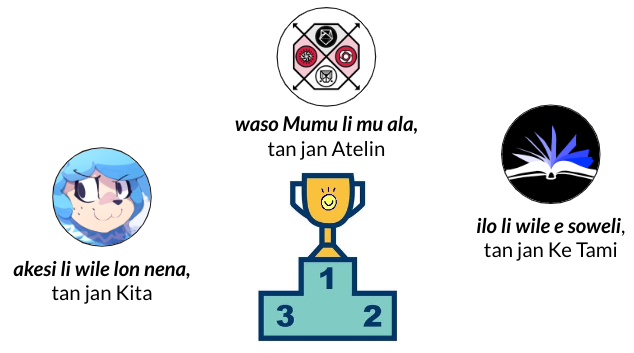 waso Mumu li mu ala,
tan jan Atelin
akesi li wile lon nena,
tan jan Kita
ilo li wile e soweli,
tan jan Ke Tami
1
3
2